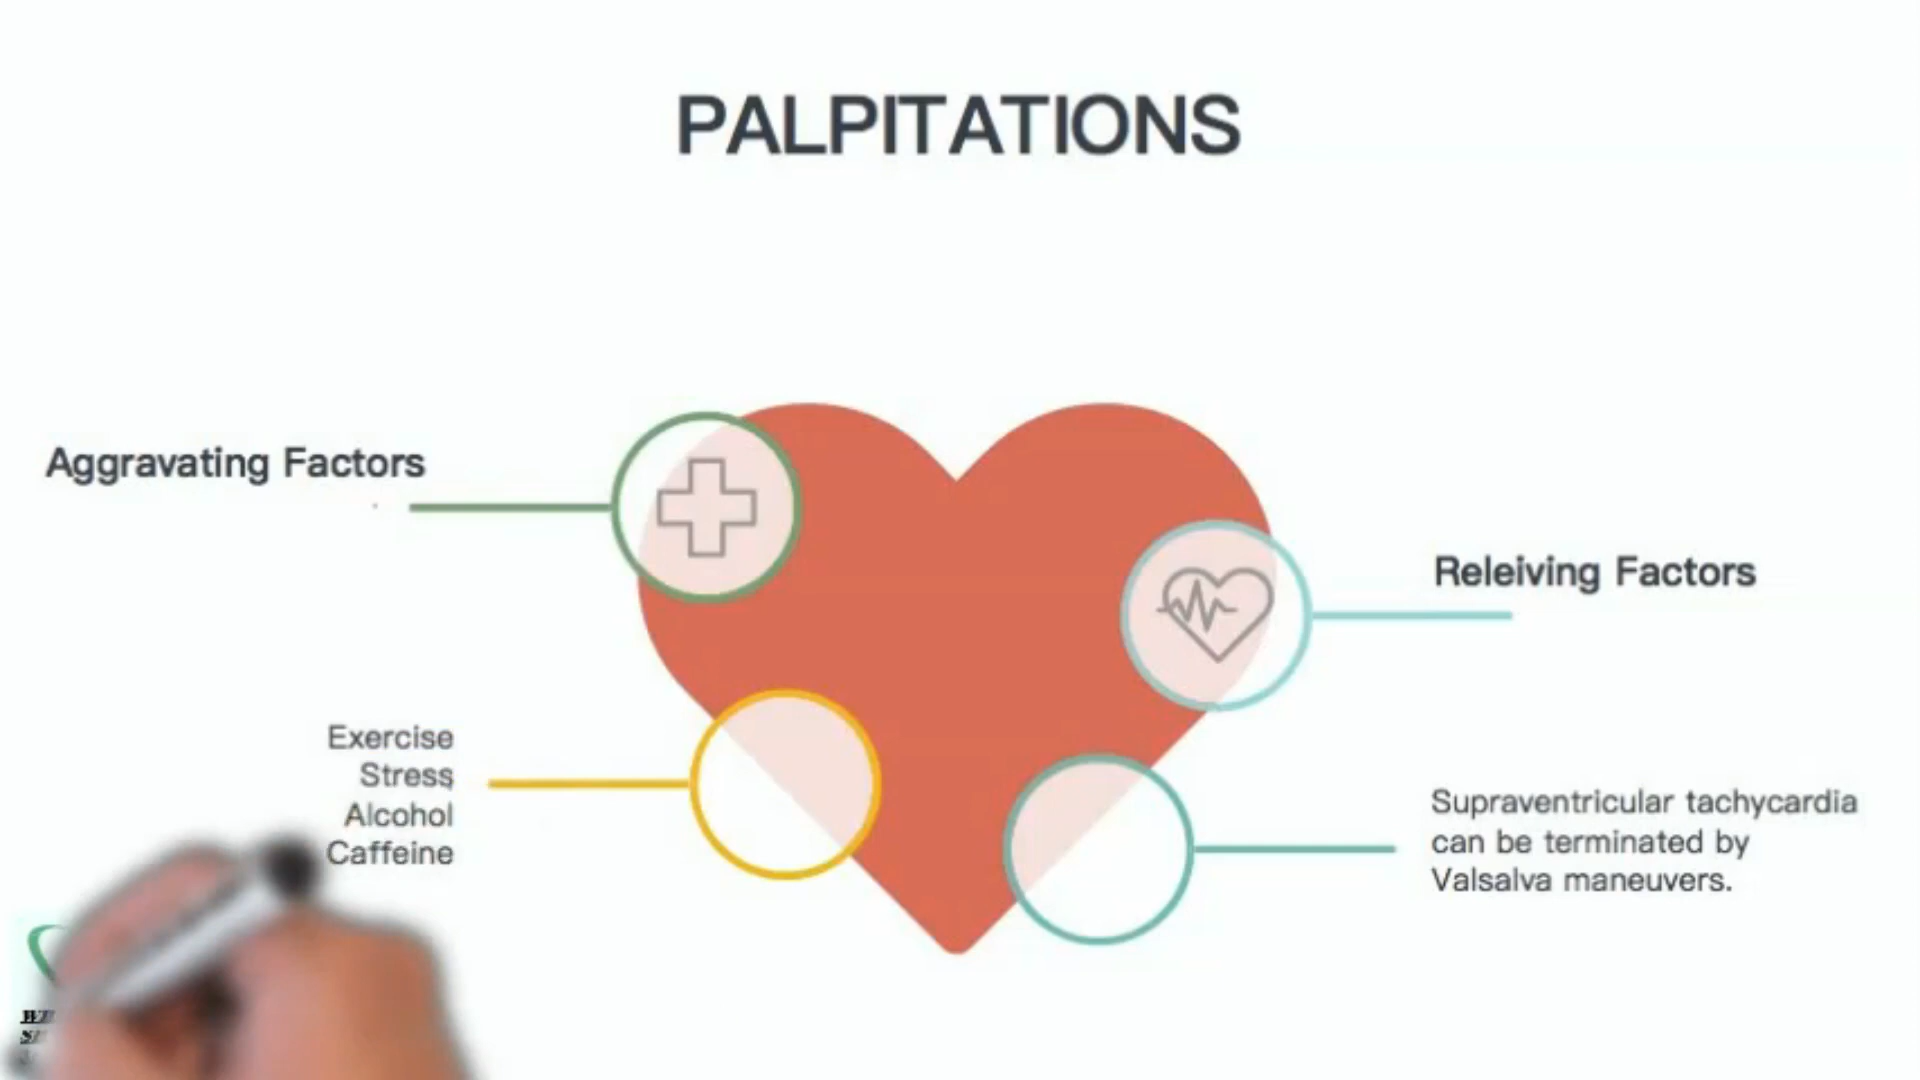 PALPITATIONS
Aggravating Factors
Releiving Factors
Exercise
Stress
Alcohol
Caffeine
Supraventricular tachycardia
can be terminated by
Valsalva maneuvers.